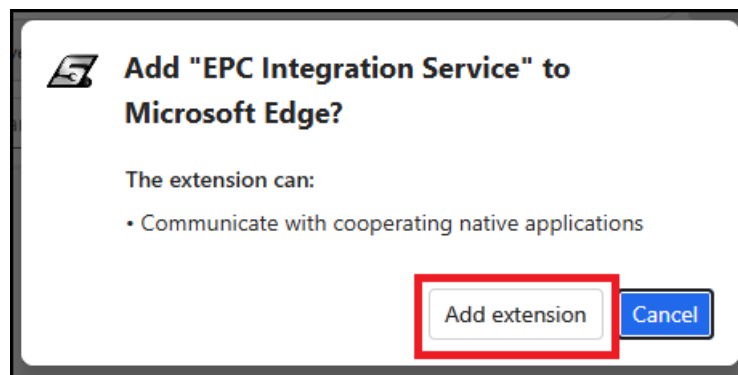 Add "EPC Integration Service" to
Microsoft Edge?
The extension can:
• Communicate with cooperating native applications
Add extension
Cancel